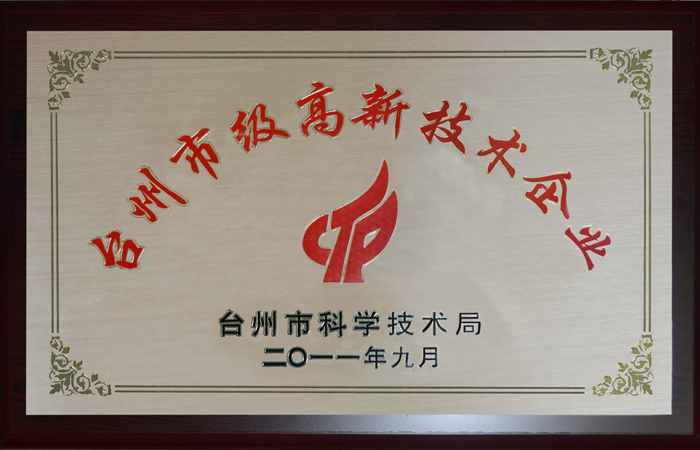 台州市级高新技术企业
台州市科学技术局
二〇一一年九月